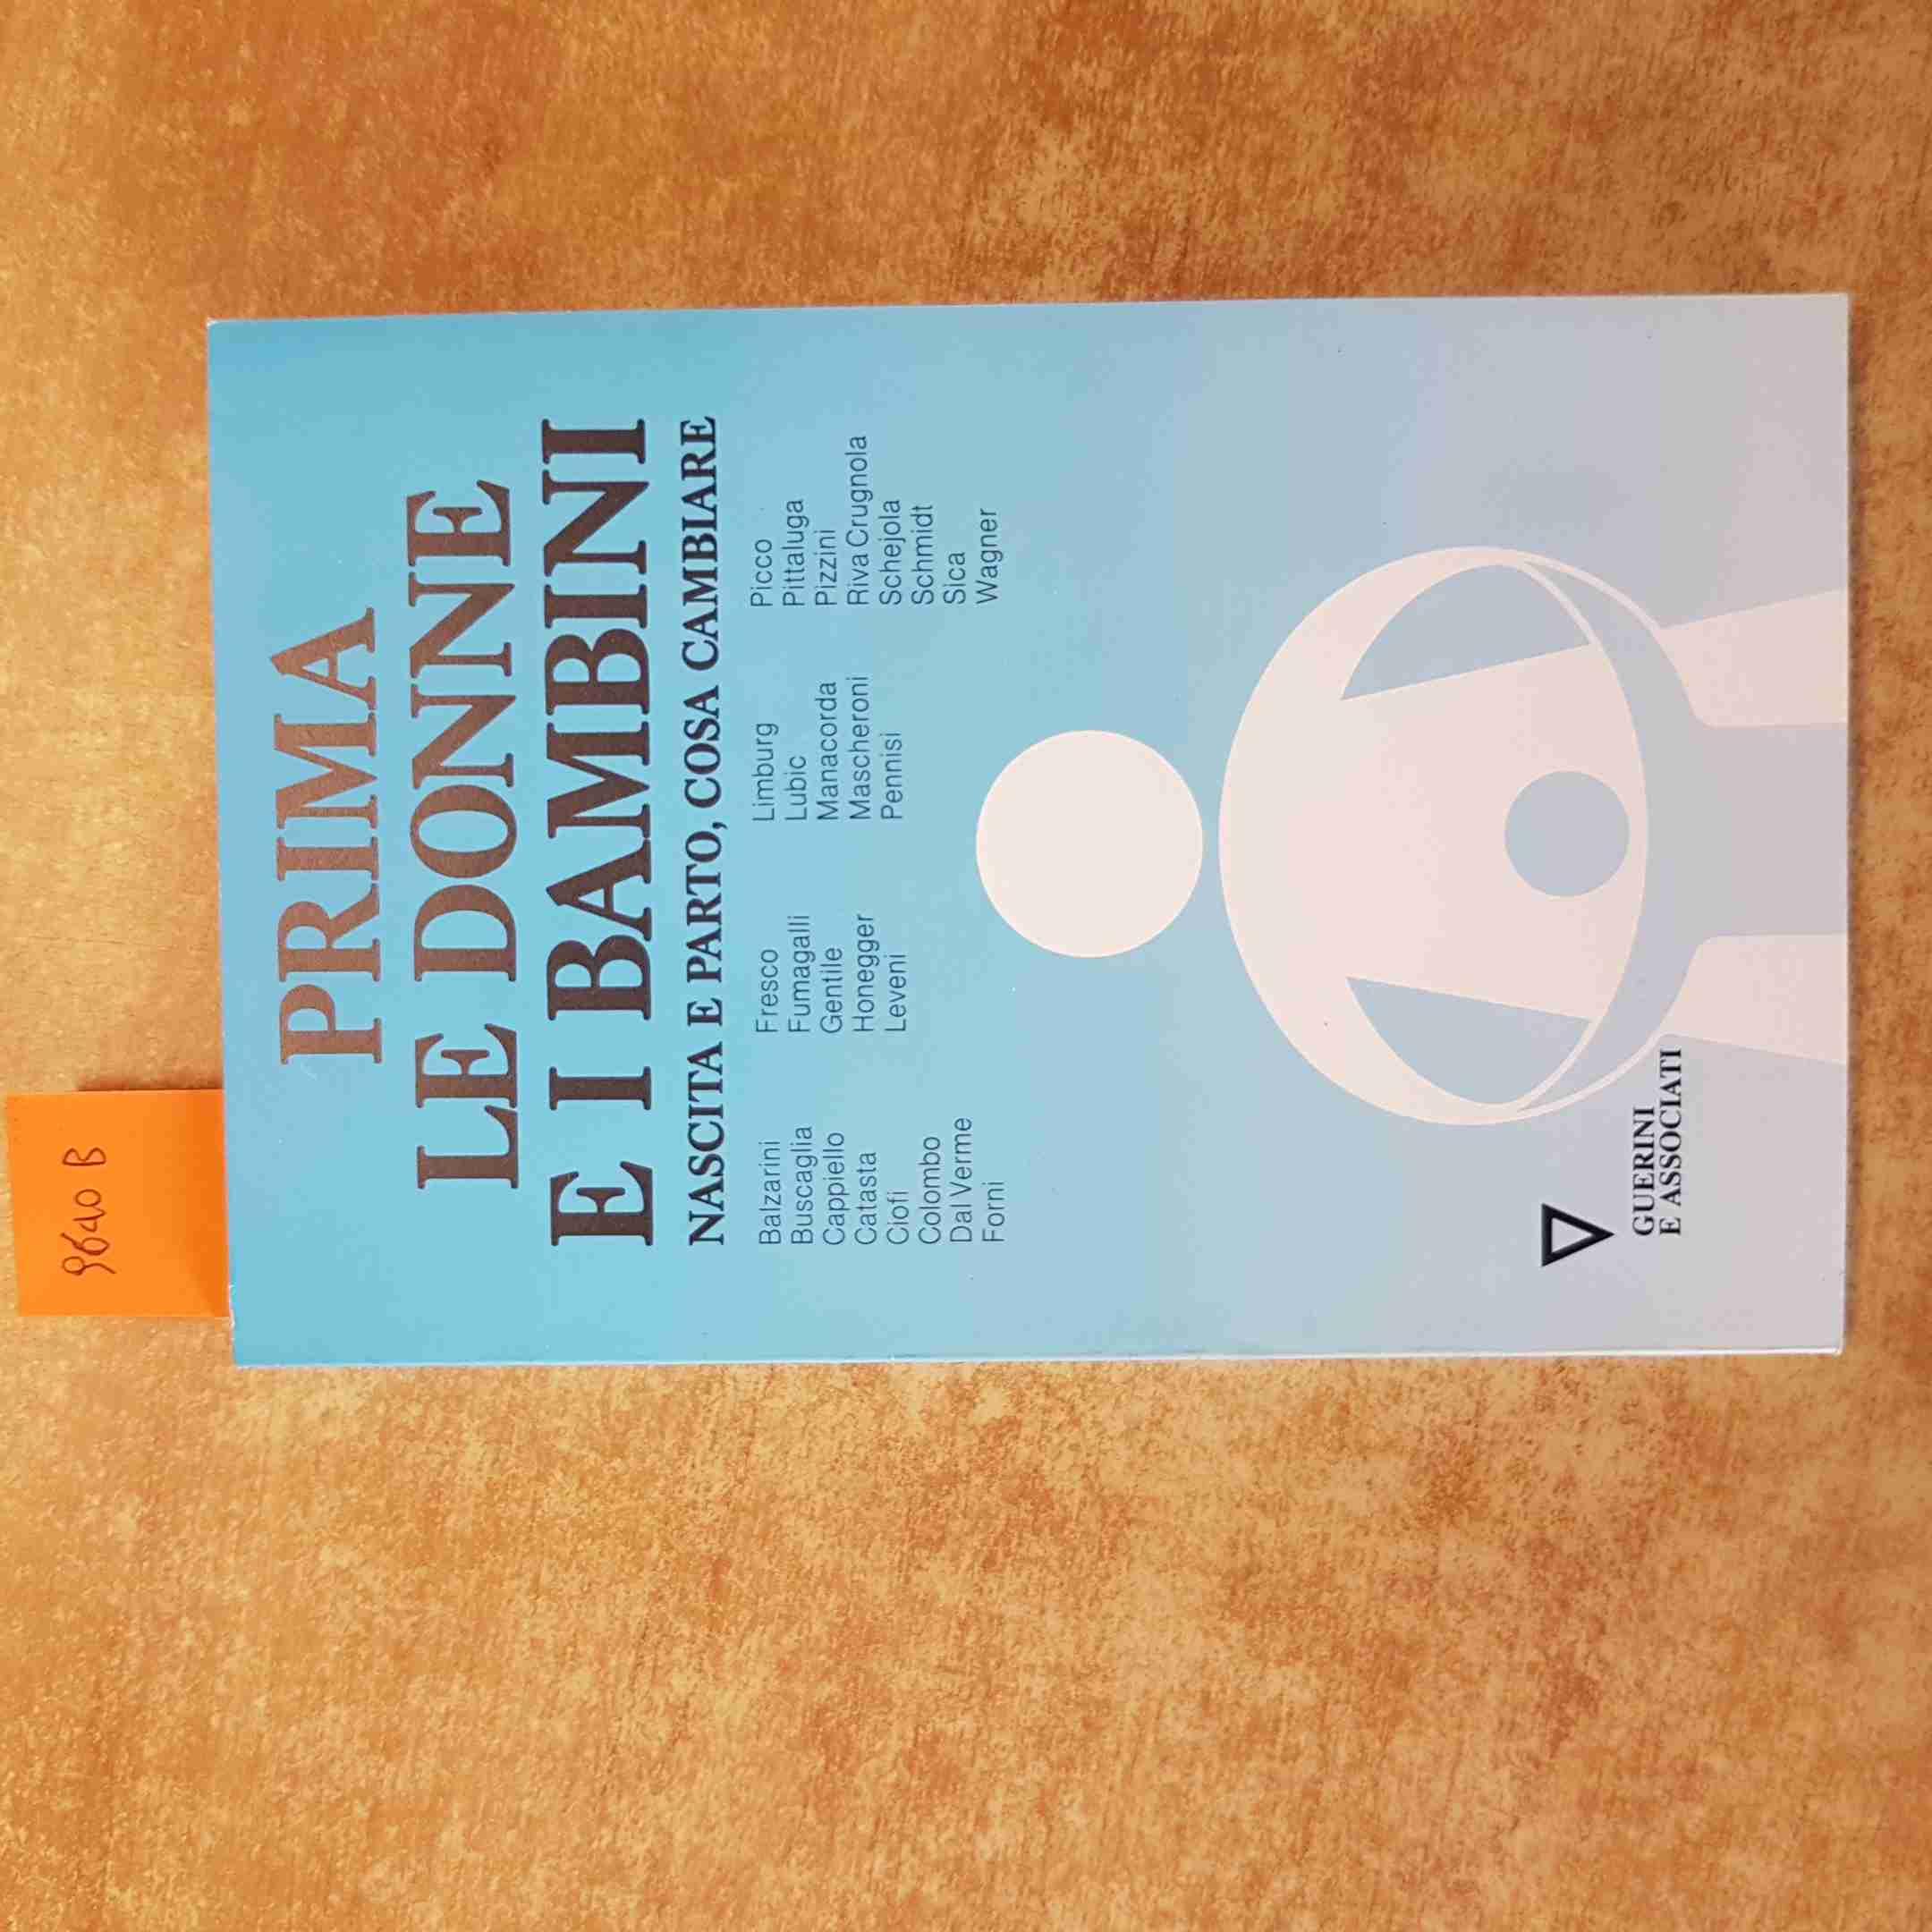 9640 B
PRIMA
LE DONNE
E I BAMBINI
NASCITA E PARTO, COSA CAMBIARE
Balzarini
Buscaglia
Cappiello
Catasta
Ciofi
Colombo
Dal Verme
Forni
Fresco
Fumagalli
Gentile
Honegger
Leveni
Limburg
Lubic
Manacorda
Mascheroni
Pennisi
Picco
Pittaluga
Pizzini
Riva Crugnola
Schejola
Schmidt
Sica
Wagner
GUERINI
E ASSOCIATI